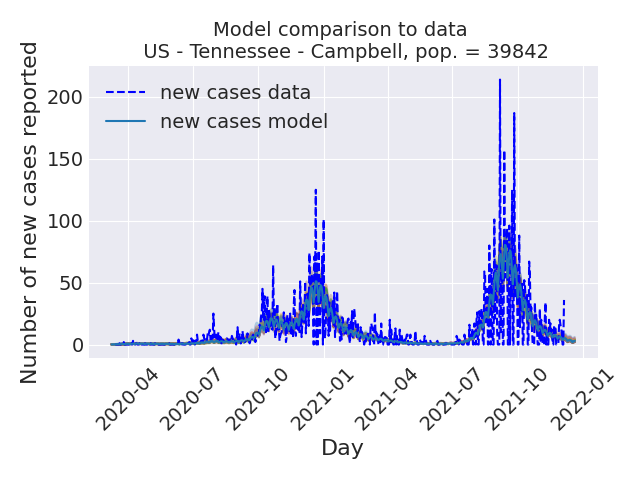 Model comparison to data
US - Tennessee - Campbell, pop. = 39842
Number of new cases reported
200
150
100
50
0
new cases data
new cases model
2020-04
2020-07
2020-10
2021-01
2021-04
2021-07
2021-10
2022-01
Day